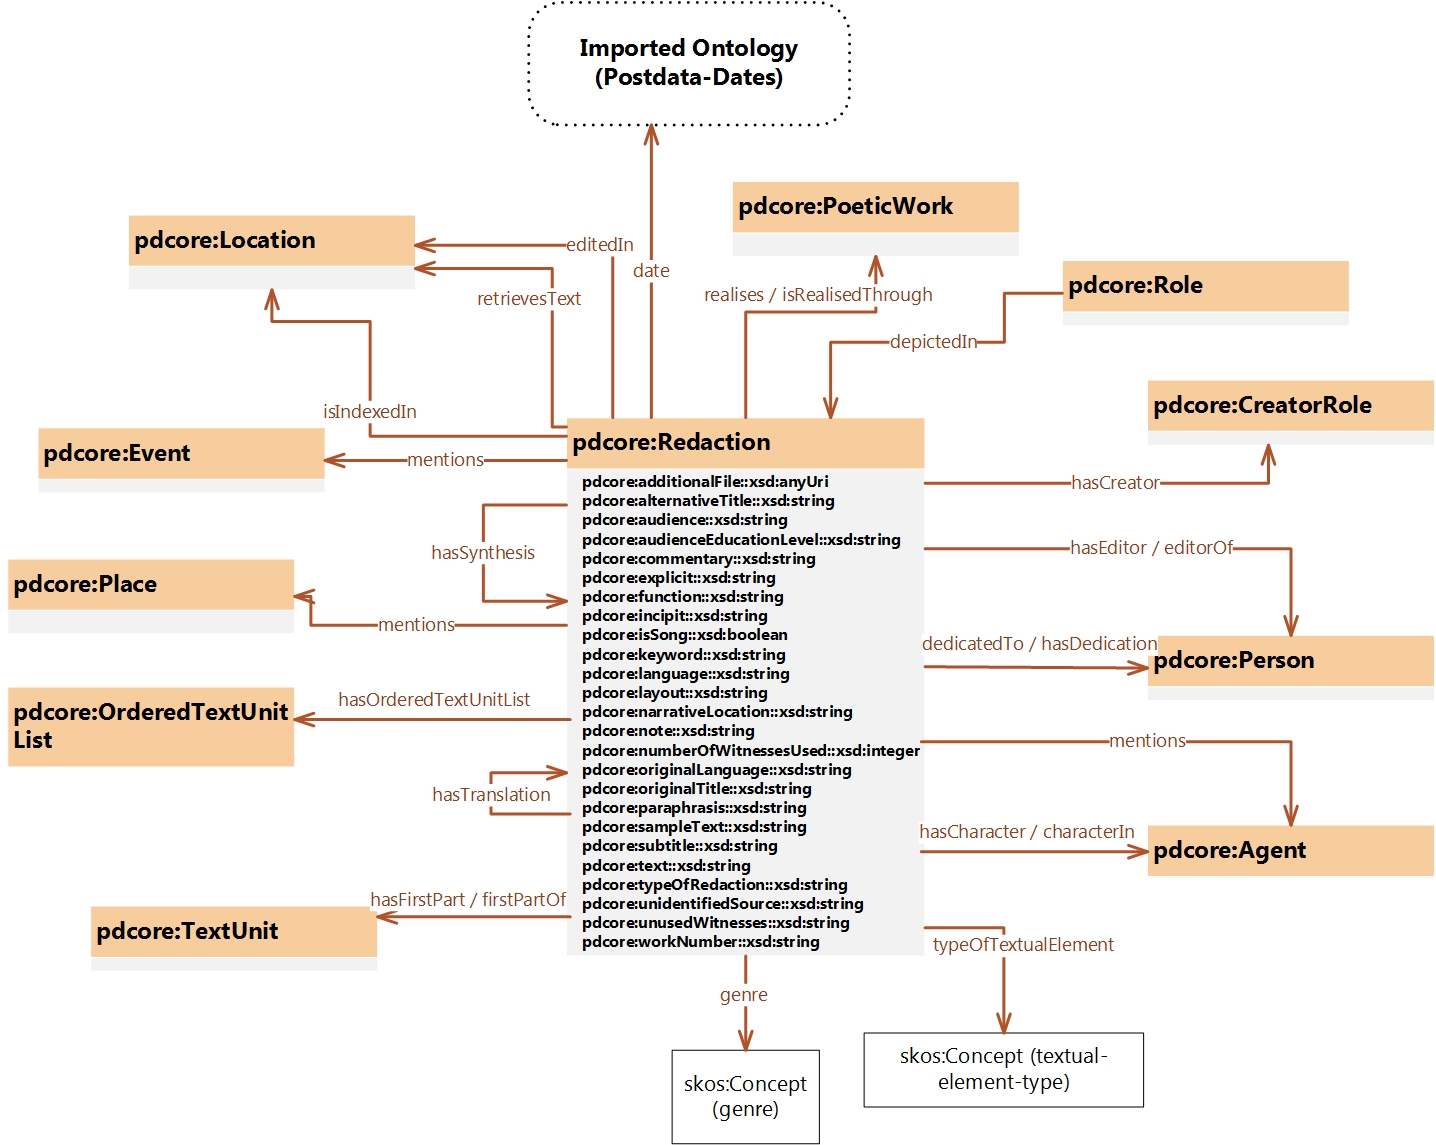 Imported Ontology
(Postdata-Dates)
pdcore:PoeticWork
pdcore:Location
editedIn
date
pdcore:Role
retrievesText
realises / isRealisedThrough
depictedIn
pdcore:CreatorRole
isIndexedIn
pdcore:Event
mentions
pdcore:Redaction
pdcore:additionalFile::xsd:anyUri
pdcore:alternativeTitle::xsd:string
pdcore:audience::xsd:string
pdcore:audienceEducationLevel::xsd:string
pdcore:commentary::xsd:string
pdcore:explicit::xsd:string
pdcore:function::xsd:string
pdcore:incipit::xsd:string
pdcore:isSong::xsd:boolean
pdcore:keyword::xsd:string
pdcore:language::xsd:string
pdcore:layout::xsd:string
pdcore:narrativeLocation::xsd:string
pdcore:note::xsd:string
pdcore:numberOfWitnessesUsed::xsd:integer
pdcore:originalLanguage::xsd:string
pdcore:originalTitle::xsd:string
pdcore:paraphrasis::xsd:string
pdcore:sampleText::xsd:string
pdcore:subtitle::xsd:string
pdcore:text::xsd:string
pdcore:typeOfRedaction::xsd:string
pdcore:unidentifiedSource::xsd:string
pdcore:unusedWitnesses::xsd:string
pdcore:workNumber::xsd:string
hasCreator
hasSynthesis
hasEditor / editorOf
pdcore:Place
mentions
dedicatedTo / hasDedication
pdcore:Person
hasOrderedTextUnitList
pdcore:OrderedTextUnit
List
mentions
hasTranslation
hasCharacter / characterIn
pdcore:Agent
hasFirstPart / firstPartOf
pdcore:TextUnit
typeOfTextualElement
genre
skos:Concept (textual-
element-type)
skos:Concept
(genre)